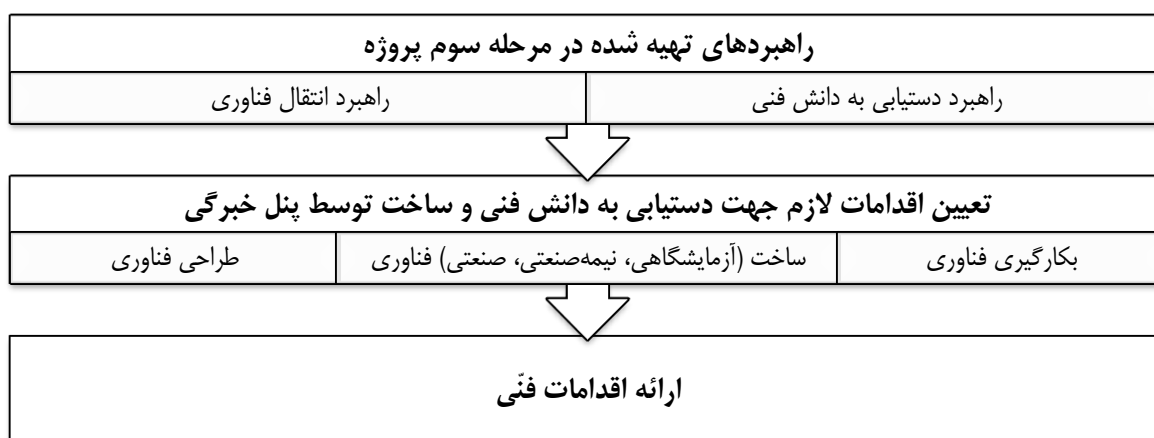 راهبردهای تهیه شده در مرحله سوم پروژه
راهبرد دستیابی به دانش فنی
راهبرد انتقال فناوری
تعیین اقدامات لازم جهت دستیابی به دانش فنی و ساخت توسط پنل خبرگی
بکارگیری فناوری
ساخت (آزمایشگاهی، نیمه‌صنعتی، صنعتی) فناوری
طراحی فناوری
ارائه اقدامات فنّی